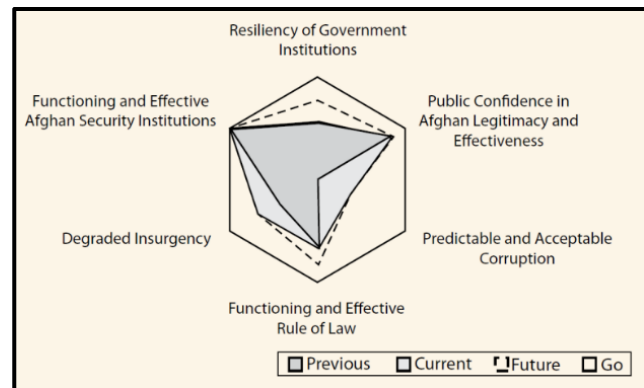 Resiliency of Government
Institutions
Functioning and Effective
Afghan Security Institutions
Public Confidence in
Afghan Legitimacy and
Effectiveness
Degraded Insurgency
Predictable and Acceptable
Corruption
Functioning and Effective
Rule of Law
Previous Current Future Go